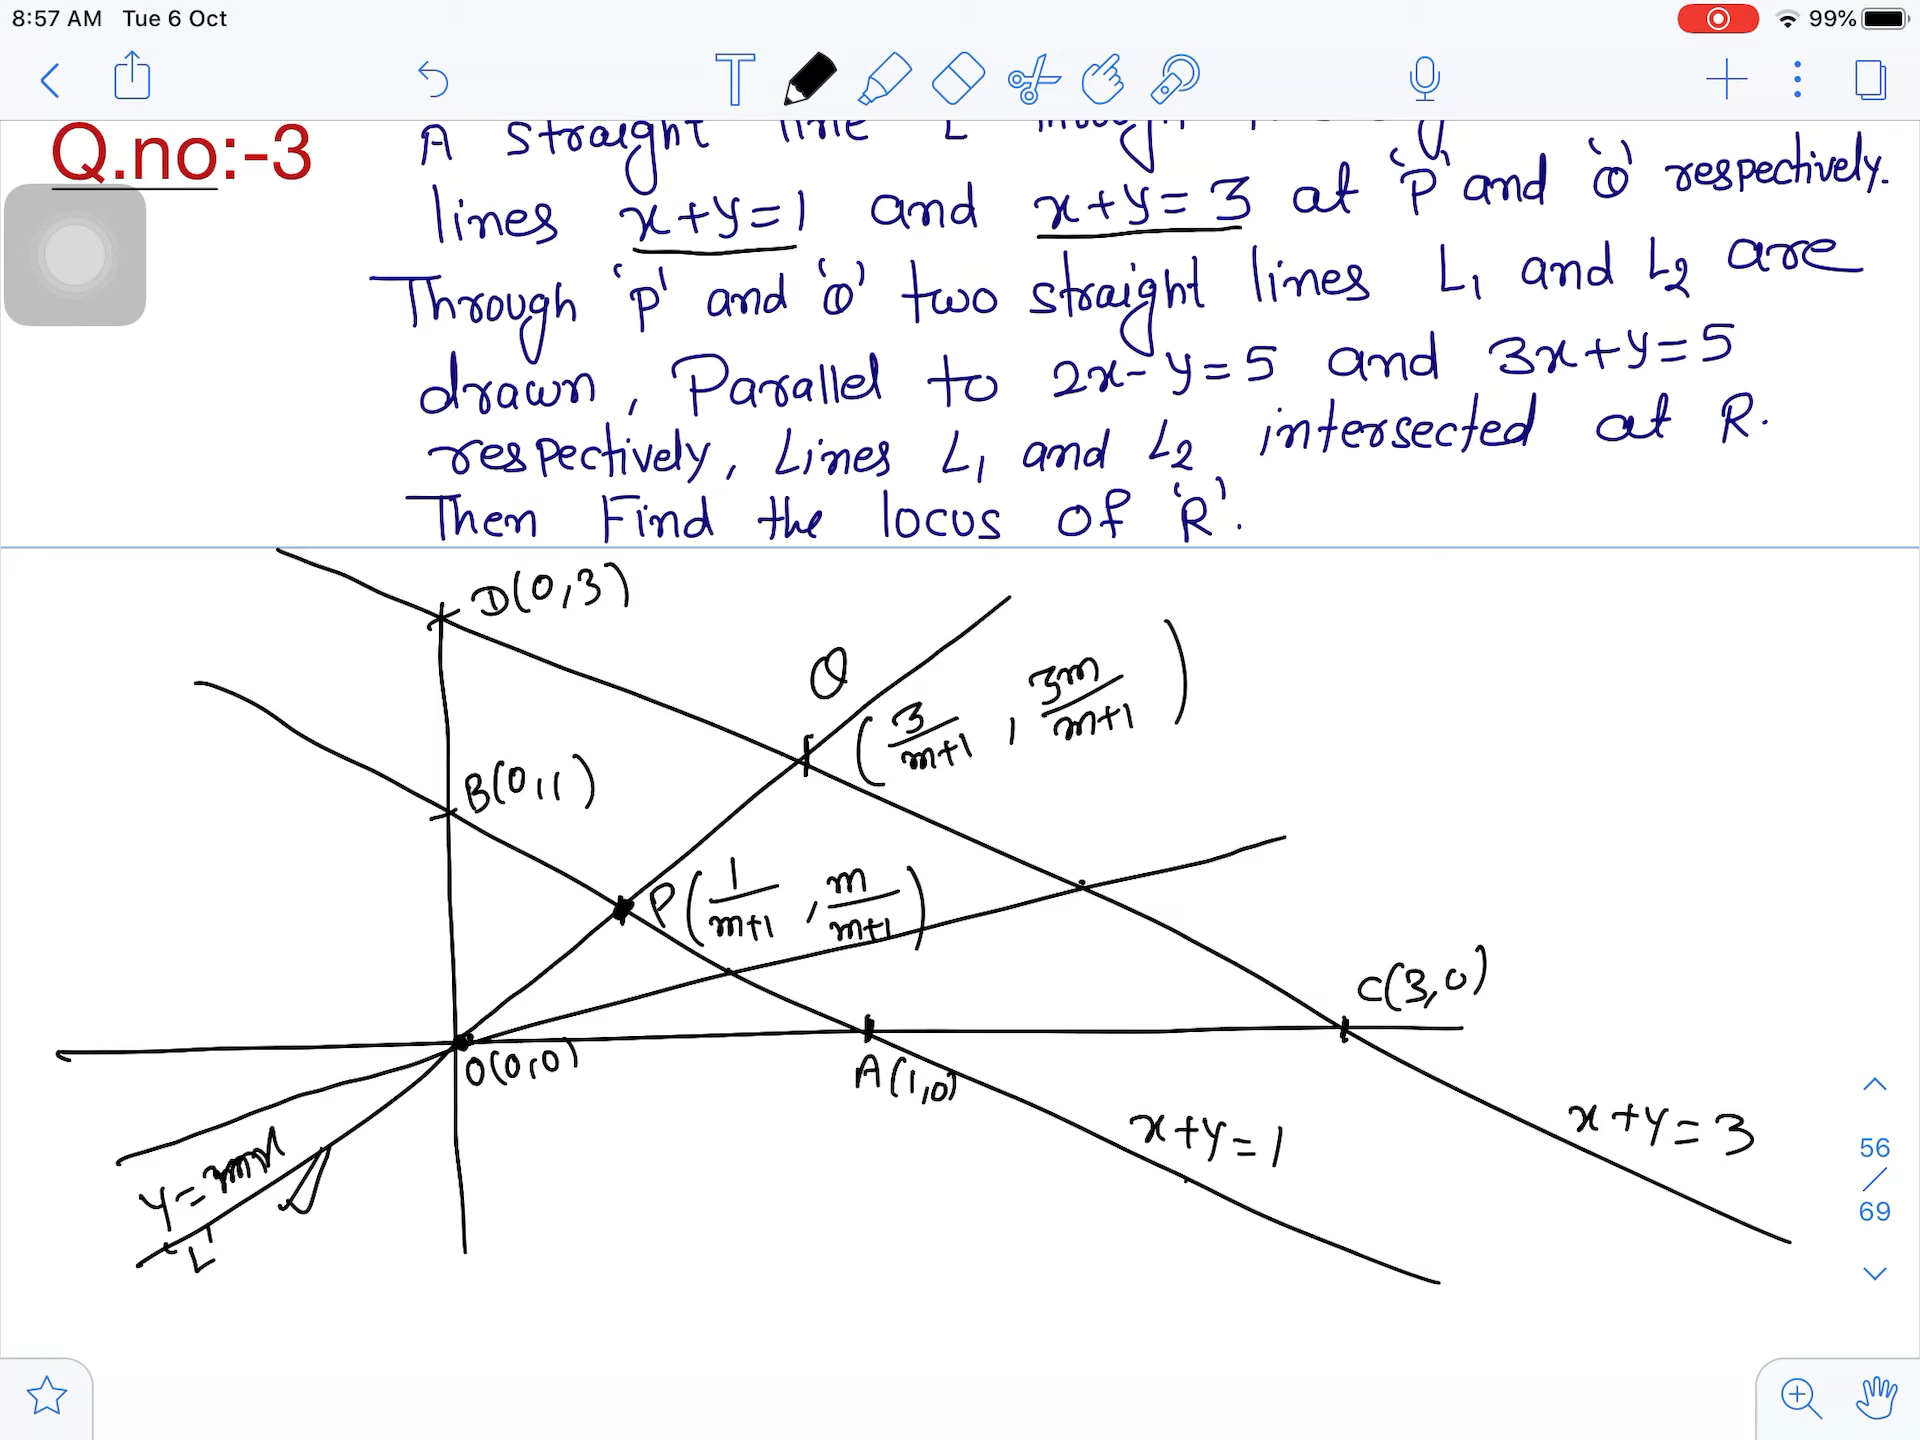 8:57 AM Tue 6 Oct
99%
Q.no:-3
A straight line L
lines x+y=1 and x+y=3 at 'P' and 'Q' respectively.
Through 'P' and 'Q' two straight lines L₁ and L₂ are
drawn, Parallel to 2x-y=5 and 3x+y=5
respectively, Lines L₁ and L₂ intersected at R.
Then Find the locus of 'R'.
D(0,3)
Q
(3/m+1, 3m/m+1)
B(0,1)
P(1/m+1, m/m+1)
C(3,0)
O(0,0)
A(1,0)
x+y=1
x+y=3
y=mx
'L'
56
/
69